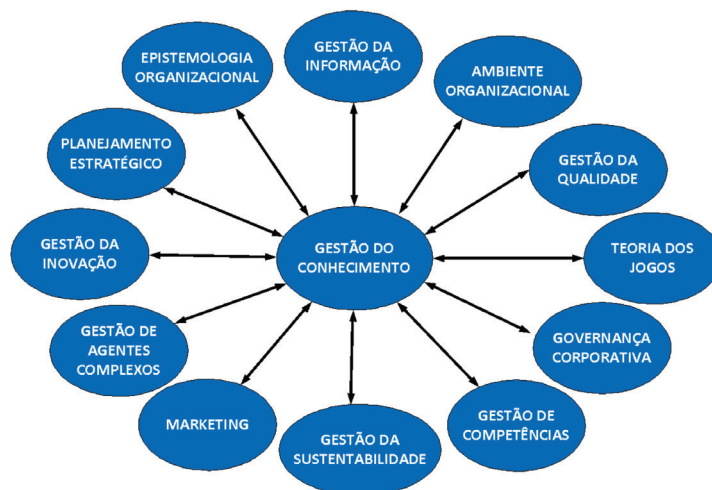 GESTÃO DA
INFORMAÇÃO
EPISTEMOLOGIA
ORGANIZACIONAL
AMBIENTE
ORGANIZACIONAL
PLANEJAMENTO
ESTRATÉGICO
GESTÃO DA
QUALIDADE
GESTÃO DA
INOVAÇÃO
GESTÃO DO
CONHECIMENTO
TEORIA DOS
JOGOS
GESTÃO DE
AGENTES
COMPLEXOS
GOVERNANÇA
CORPORATIVA
MARKETING
GESTÃO DA
SUSTENTABILIDADE
GESTÃO DE
COMPETÊNCIAS